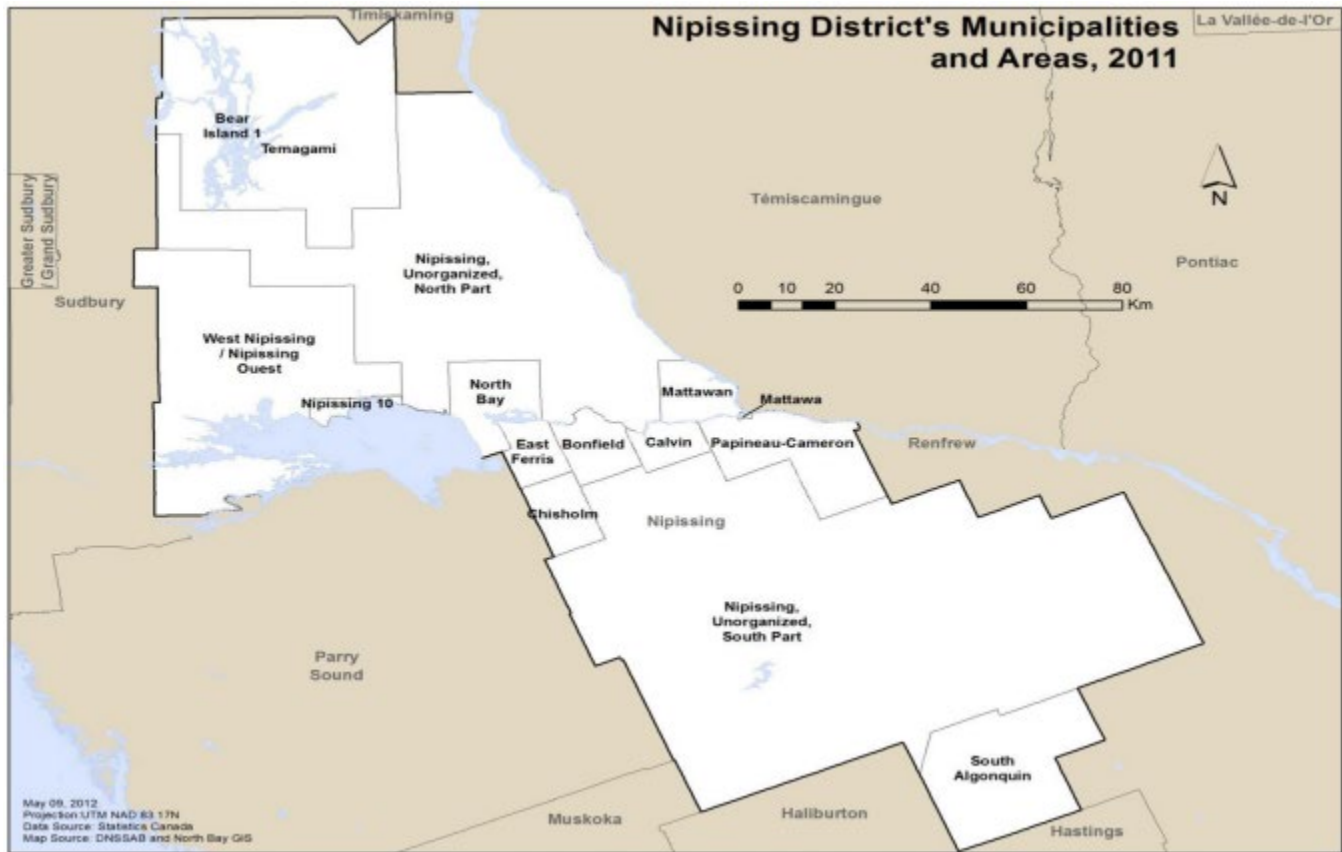 Timiskaming
Nipissing District's Municipalities
and Areas, 2011
La Vallée-de-l'Or
Bear
Island 1
Temagami
Greater Sudbury
/ Grand Sudbury
Témiscamingue
N
Nipissing,
Unorganized,
North Part
Pontiac
0 10 20 40 60 80
Km
Sudbury
West Nipissing
/ Nipissing
Ouest
Nipissing 10
North
Bay
Mattawan
Mattawa
East
Ferris
Bonfield
Calvin
Papineau-Cameron
Renfrew
Chisholm
Nipissing
Nipissing,
Unorganized,
South Part
Parry
Sound
South
Algonquin
Muskoka
Haliburton
Hastings
May 09, 2012
Projection:UTM NAD 83 17N
Data Source: Statistics Canada
Map Source: DNSSAB and North Bay GIS